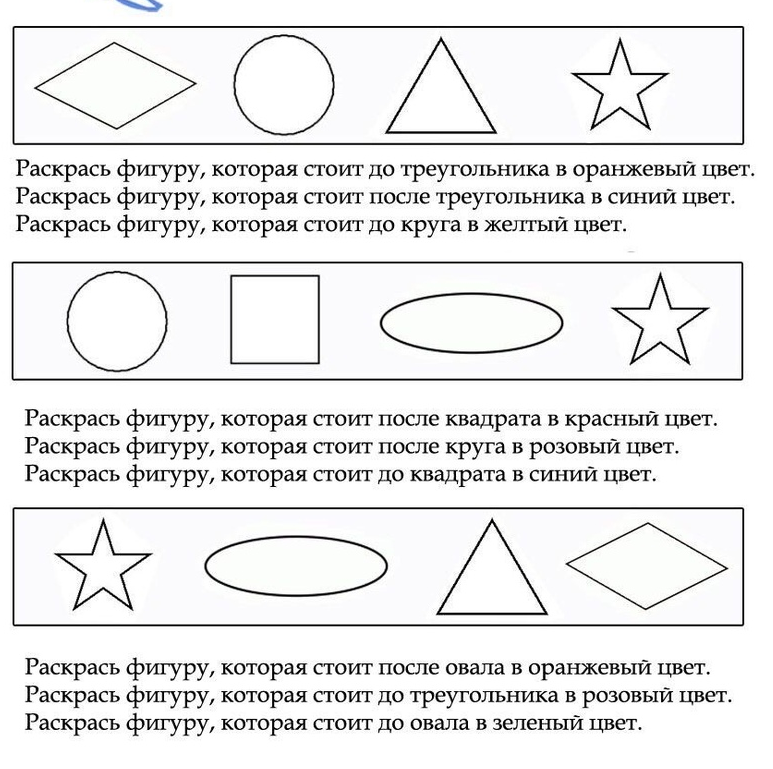 Раскрась фигуру, которая стоит до треугольника в оранжевый цвет.
Раскрась фигуру, которая стоит после треугольника в синий цвет.
Раскрась фигуру, которая стоит до круга в желтый цвет.
Раскрась фигуру, которая стоит после квадрата в красный цвет.
Раскрась фигуру, которая стоит после круга в розовый цвет.
Раскрась фигуру, которая стоит до квадрата в синий цвет.
Раскрась фигуру, которая стоит после овала в оранжевый цвет.
Раскрась фигуру, которая стоит до треугольника в розовый цвет.
Раскрась фигуру, которая стоит до овала в зеленый цвет.